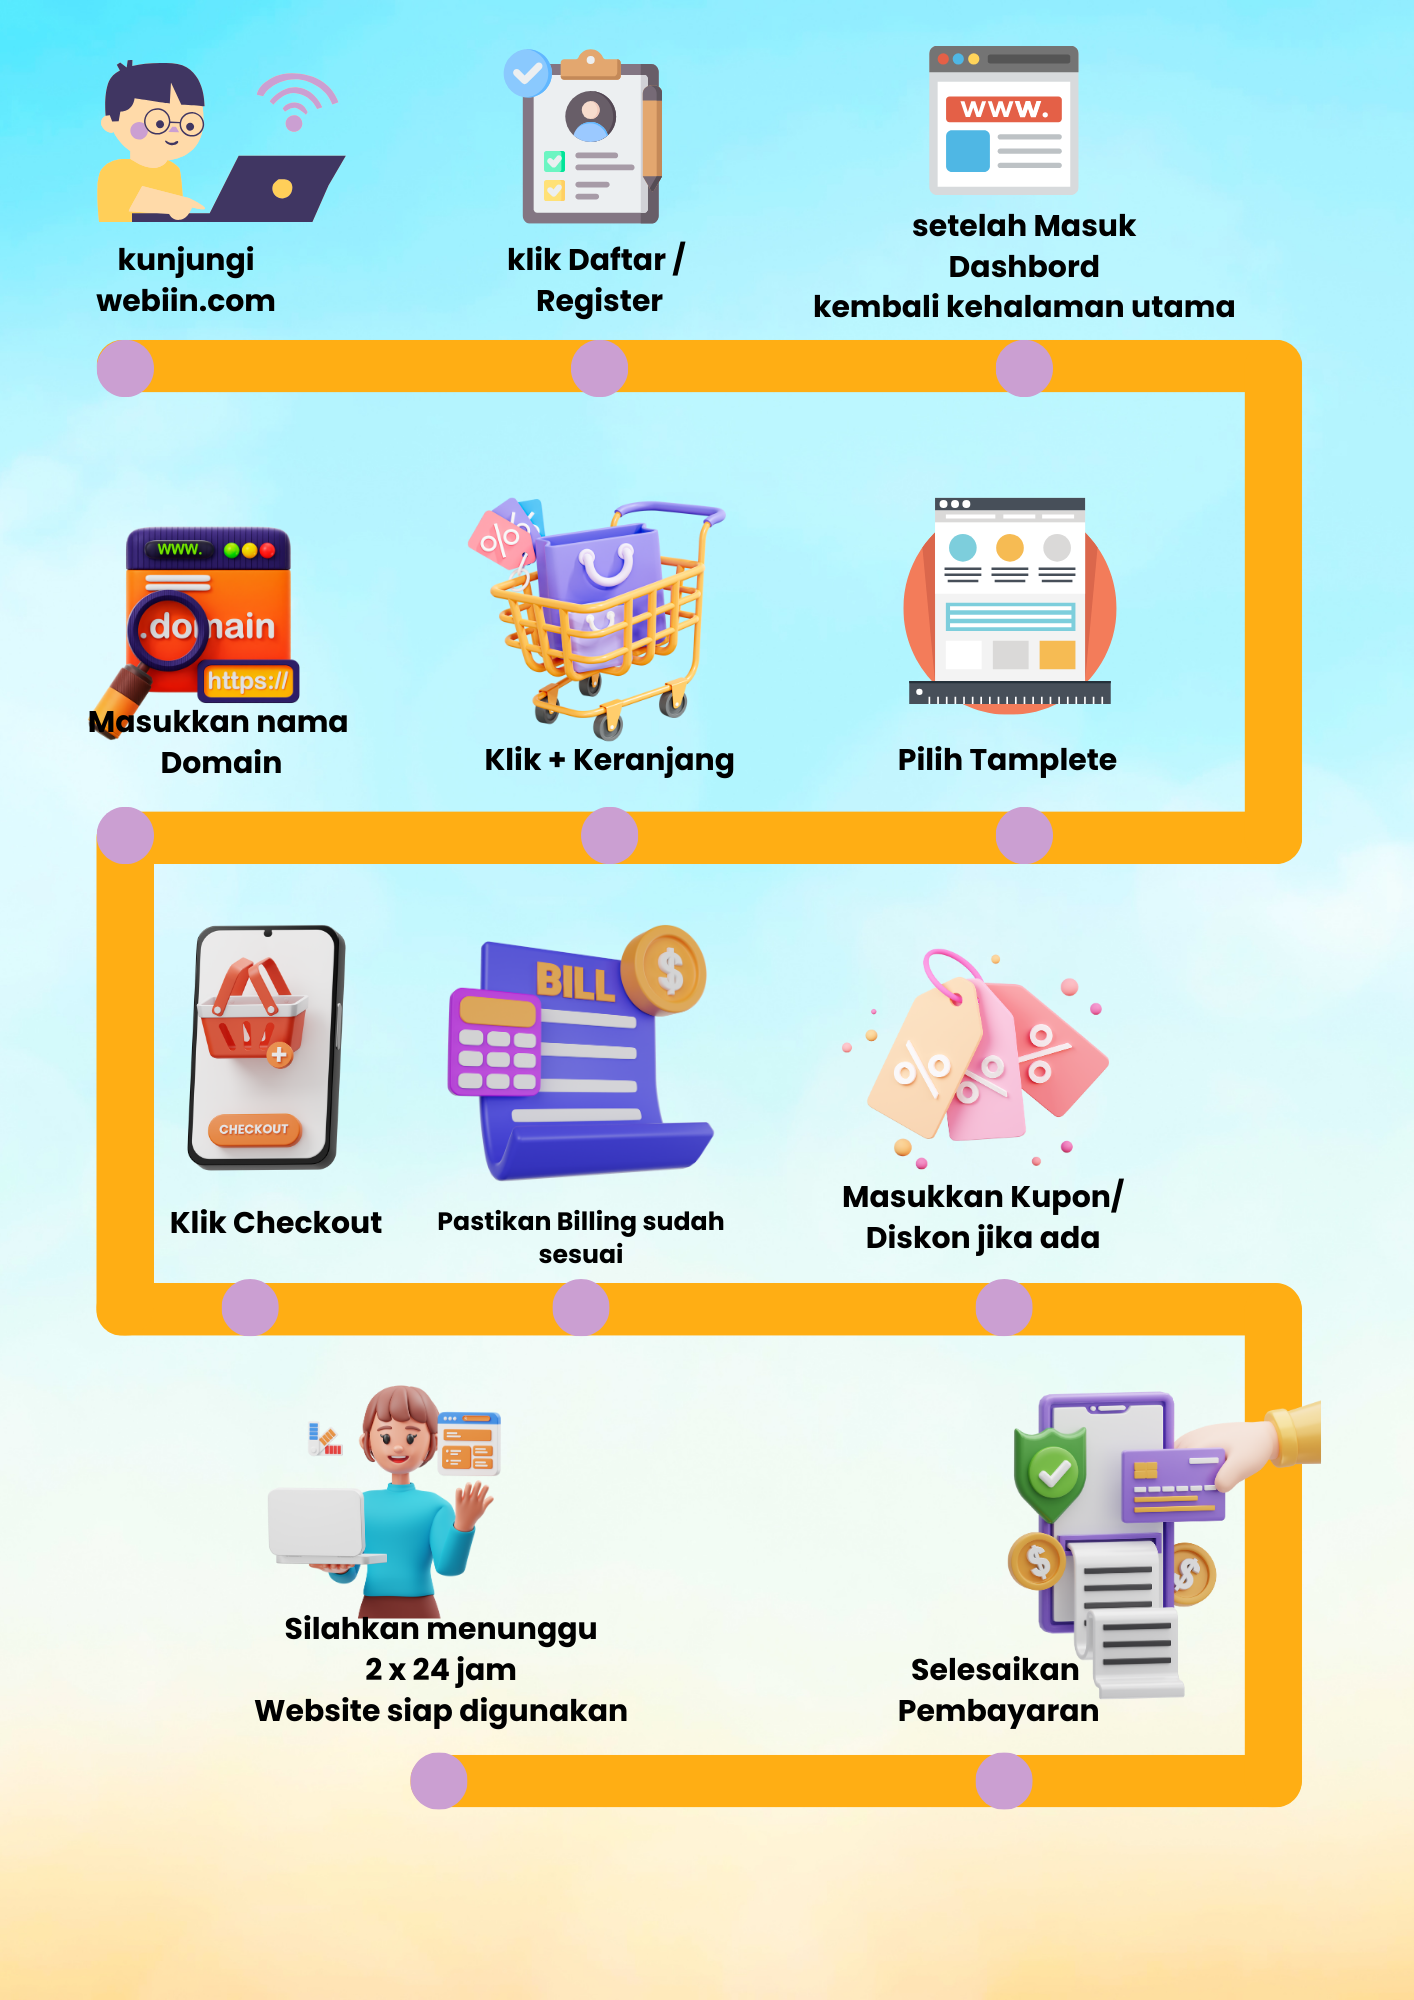 www.
kunjungi
webiin.com
klik Daftar /
Register
setelah Masuk
Dashbord
kembali kehalaman utama
www.
.domain
https://
Masukkan nama
Domain
%
Klik + Keranjang
Pilih Tamplete
CHECKOUT
Klik Checkout
BILL
$
Pastikan Billing sudah
sesuai
% % %
Masukkan Kupon/
Diskon jika ada
Silahkan menunggu
2 x 24 jam
Website siap digunakan
$ $
Selesaikan
Pembayaran